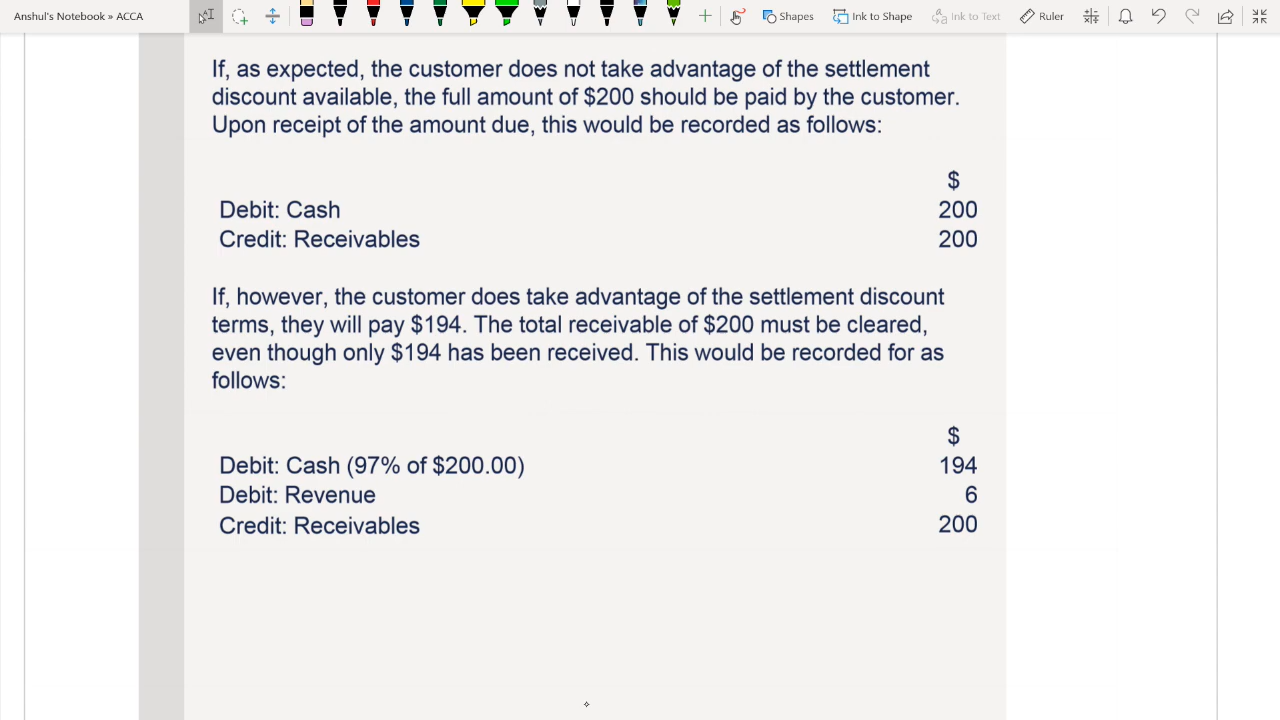 Anshul's Notebook » ACCA
Shapes
Ink to Shape
Ink to Text
Ruler
If, as expected, the customer does not take advantage of the settlement
discount available, the full amount of $200 should be paid by the customer.
Upon receipt of the amount due, this would be recorded as follows:
$
Debit: Cash 200
Credit: Receivables 200
If, however, the customer does take advantage of the settlement discount
terms, they will pay $194. The total receivable of $200 must be cleared,
even though only $194 has been received. This would be recorded for as
follows:
$
Debit: Cash (97% of $200.00) 194
Debit: Revenue 6
Credit: Receivables 200